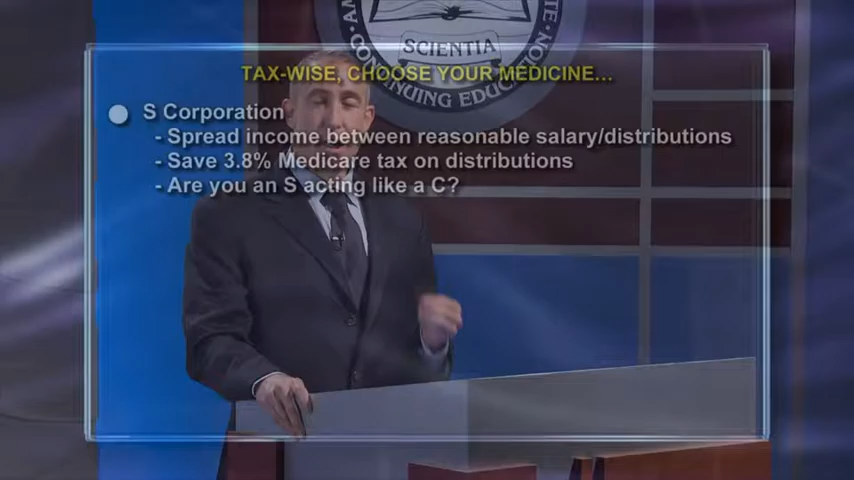 SCIENTIA
CONTINUING EDUCATION
TAX-WISE, CHOOSE YOUR MEDICINE...
S Corporation
- Spread income between reasonable salary/distributions
- Save 3.8% Medicare tax on distributions
- Are you an S acting like a C?